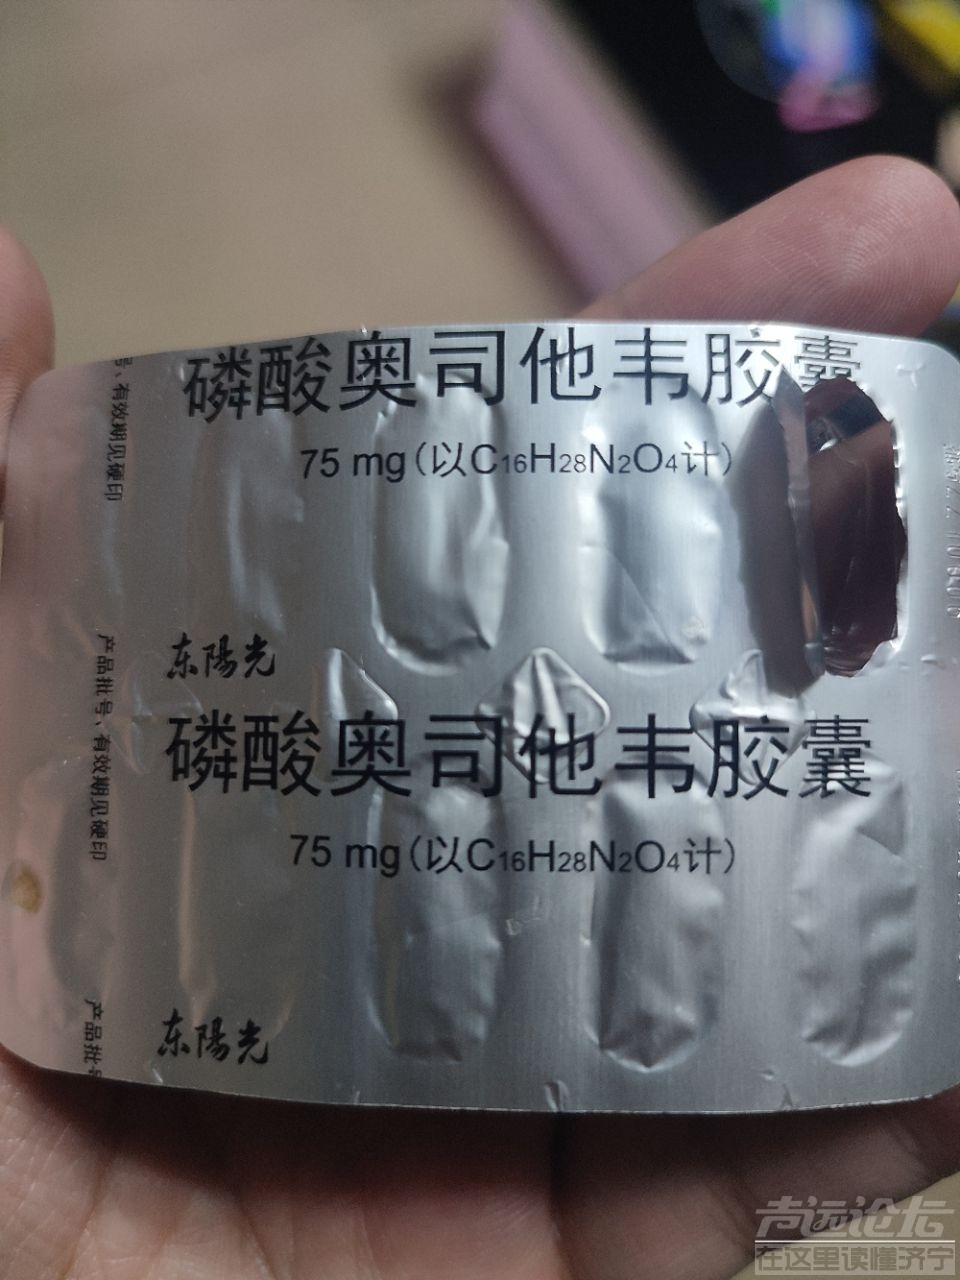 磷酸奥司他韦胶囊
75 mg（以C₁₆H₂₈N₂O₄计）
号、有效期见硬印
东陽光
磷酸奥司他韦胶囊
75 mg（以C₁₆H₂₈N₂O₄计）
产品批号、有效期见硬印
东陽光
产品批号
声远论坛
在这里读懂济宁